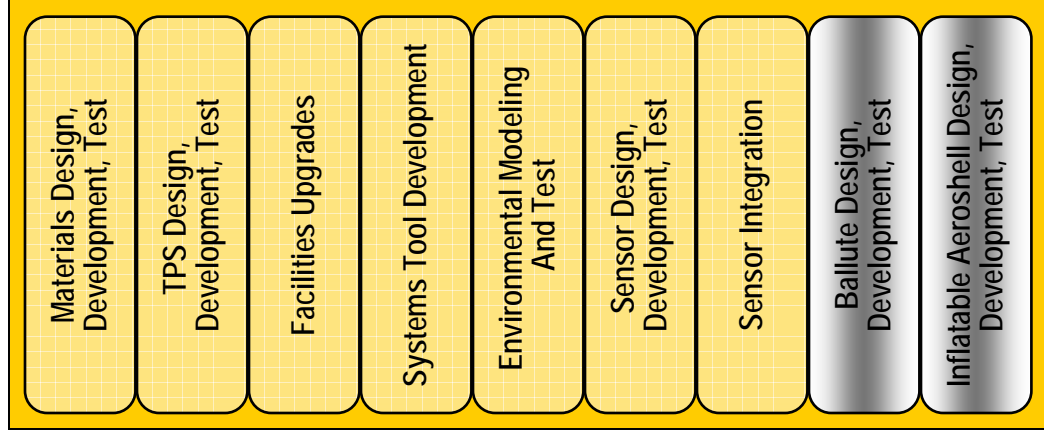 Materials Design,
Development, Test
TPS Design,
Development, Test
Facilities Upgrades
Systems Tool Development
Environmental Modeling
And Test
Sensor Design,
Development, Test
Sensor Integration
Ballute Design,
Development, Test
Inflatable Aeroshell Design,
Development, Test